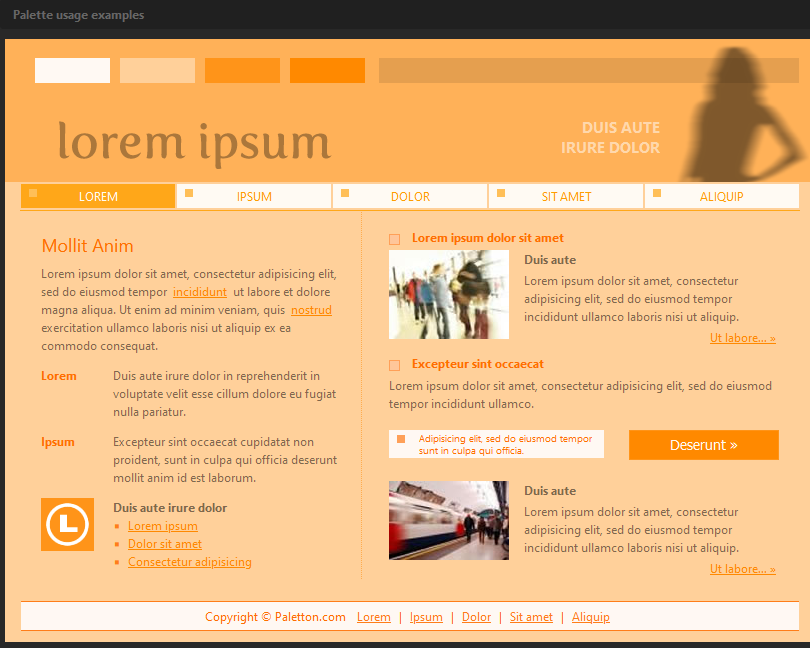 Palette usage examples
lorem ipsum
DUIS AUTE
IRURE DOLOR
LOREM
IPSUM
DOLOR
SIT AMET
ALIQUIP
Mollit Anim
Lorem ipsum dolor sit amet, consectetur adipisicing elit,
sed do eiusmod tempor incididunt ut labore et dolore
magna aliqua. Ut enim ad minim veniam, quis nostrud
exercitation ullamco laboris nisi ut aliquip ex ea
commodo consequat.
Lorem
Duis aute irure dolor in reprehenderit in
voluptate velit esse cillum dolore eu fugiat
nulla pariatur.
Ipsum
Excepteur sint occaecat cupidatat non
proident, sunt in culpa qui officia deserunt
mollit anim id est laborum.
Duis aute irure dolor
Lorem ipsum
Dolor sit amet
Consectetur adipisicing
Lorem ipsum dolor sit amet
Duis aute
Lorem ipsum dolor sit amet, consectetur
adipisicing elit, sed do eiusmod tempor
incididunt ut labore nisi ut aliquip.
Ut labore... »
Excepteur sint occaecat
Lorem ipsum dolor sit amet, consectetur adipisicing elit, sed do eiusmod
tempor incididunt ullamco.
Adipisicing elit, sed do eiusmod tempor
sunt in culpa qui officia.
Deserunt »
Duis aute
Lorem ipsum dolor sit amet, consectetur
adipisicing elit, sed do eiusmod tempor
incididunt ullamco laboris nisi ut aliquip.
Ut labore... »
Copyright © Paletton.com Lorem | Ipsum | Dolor | Sit amet | Aliquip